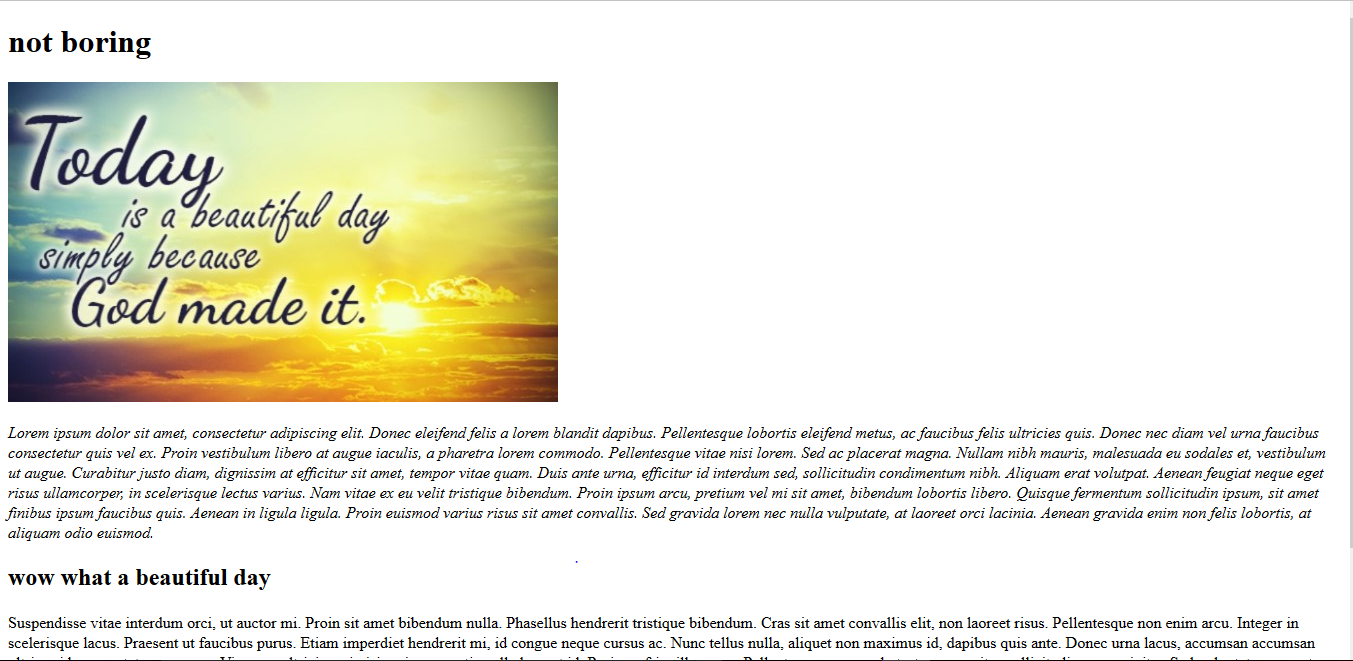 not boring
Today
is a beautiful day
simply because
God made it.
Lorem ipsum dolor sit amet, consectetur adipiscing elit. Donec eleifend felis a lorem blandit dapibus. Pellentesque lobortis eleifend metus, ac faucibus felis ultricies quis. Donec nec diam vel urna faucibus
consectetur quis vel ex. Proin vestibulum libero at augue iaculis, a pharetra lorem commodo. Pellentesque vitae nisi lorem. Sed ac placerat magna. Nullam nibh mauris, malesuada eu sodales et, vestibulum
ut augue. Curabitur justo diam, dignissim at efficitur sit amet, tempor vitae quam. Duis ante urna, efficitur id interdum sed, sollicitudin condimentum nibh. Aliquam erat volutpat. Aenean feugiat neque eget
risus ullamcorper, in scelerisque lectus varius. Nam vitae ex eu velit tristique bibendum. Proin ipsum arcu, pretium vel mi sit amet, bibendum lobortis libero. Quisque fermentum sollicitudin ipsum, sit amet
finibus ipsum faucibus quis. Aenean in ligula ligula. Proin euismod varius risus sit amet convallis. Sed gravida lorem nec nulla vulputate, at laoreet orci lacinia. Aenean gravida enim non felis lobortis, at
aliquam odio euismod.
wow what a beautiful day
Suspendisse vitae interdum orci, ut auctor mi. Proin sit amet bibendum nulla. Phasellus hendrerit tristique bibendum. Cras sit amet convallis elit, non laoreet risus. Pellentesque non enim arcu. Integer in
scelerisque lacus. Praesent ut faucibus purus. Etiam imperdiet hendrerit mi, id congue neque cursus ac. Nunc tellus nulla, aliquet non maximus id, dapibus quis ante. Donec urna lacus, accumsan accumsan